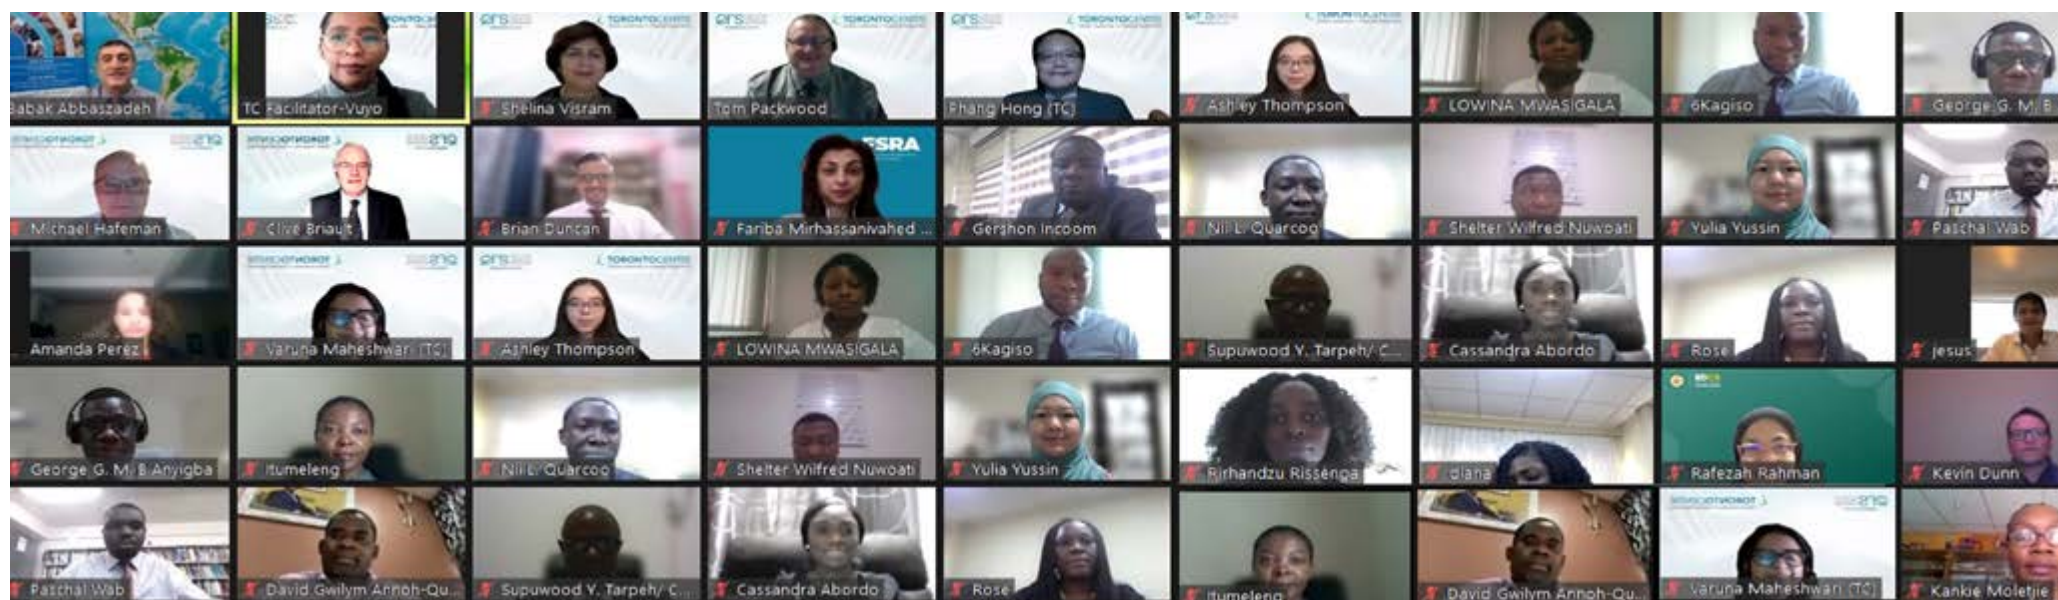 Babak Abbaszadeh
TC Facilitator-Vuyo
Shelina Visram
Tom Packwood
Phang Hong (TC)
Ashley Thompson
LOWINA MWASIGALA
6Kagiso
George G. M. B
TORONTOCENTRE
Michael Hafeman
Clive Briault
Brian Duncan
ESRA
Fariba Mirhassanivahed ...
Gershon Incoom
Nii L. Quarcoo
Shelter Wilfred Nuwoati
Yulia Yussin
Paschal Wab
Amanda Perez
Varuna Maheshwari (TC)
TORONTOCENTRE
Ashley Thompson
LOWINA MWASIGALA
6Kagiso
Supuwood Y. Tarpeh/ C...
Cassandra Abordo
Rose
jesus
George G. M. B Anyigba
Itumeleng
Nii L. Quarcoo
Shelter Wilfred Nuwoati
Yulia Yussin
Rirhandzu Rissenga
diana
Rafezah Rahman
Kevin Dunn
Paschal Wab
David Gwilym Annoh-Qu...
Supuwood Y. Tarpeh/ C...
Cassandra Abordo
Rose
Itumeleng
David Gwilym Annoh-Qu...
Varuna Maheshwari (TC)
Kankie Moletjie